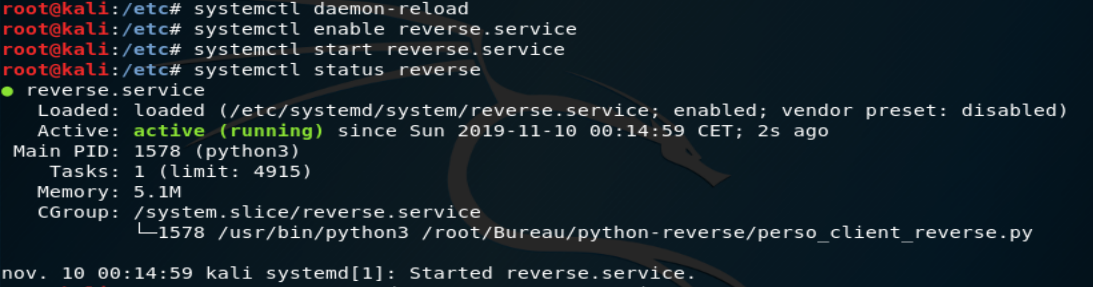 root@kali:/etc# systemctl daemon-reload
root@kali:/etc# systemctl enable reverse.service
root@kali:/etc# systemctl start reverse.service
root@kali:/etc# systemctl status reverse
● reverse.service
Loaded: loaded (/etc/systemd/system/reverse.service; enabled; vendor preset: disabled)
Active: active (running) since Sun 2019-11-10 00:14:59 CET; 2s ago
Main PID: 1578 (python3)
Tasks: 1 (limit: 4915)
Memory: 5.1M
CGroup: /system.slice/reverse.service
└─1578 /usr/bin/python3 /root/Bureau/python-reverse/perso_client_reverse.py
nov. 10 00:14:59 kali systemd[1]: Started reverse.service.